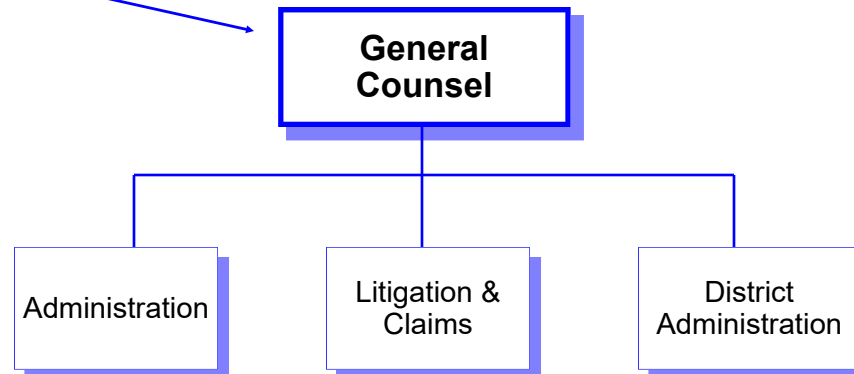 General
Counsel
Administration
Litigation &
Claims
District
Administration